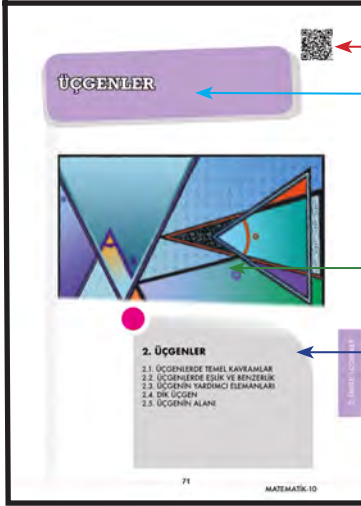 ÜÇGENLER
2. ÜÇGENLER
2.1. ÜÇGENLERDE TEMEL KAVRAMLAR
2.2. ÜÇGENLERDE EŞLİK VE BENZERLİK
2.3. ÜÇGENİN YARDIMCI ELEMANLARI
2.4. DİK ÜÇGEN
2.5. ÜÇGENİN ALANI
71
MATEMATİK-10